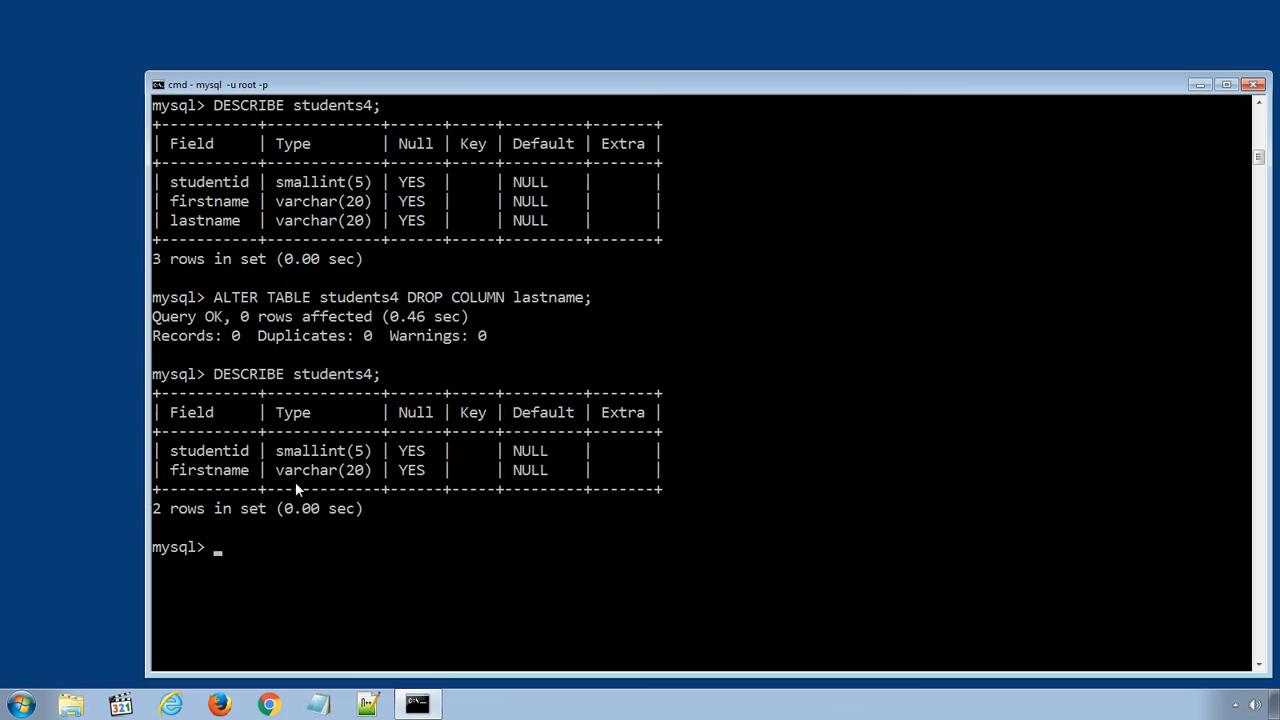 cmd - mysql  -u root -p
mysql> DESCRIBE students4;
+-----------+-------------+------+-----+---------+-------+
| Field     | Type        | Null | Key | Default | Extra |
+-----------+-------------+------+-----+---------+-------+
| studentid | smallint(5) | YES  |     | NULL    |       |
| firstname | varchar(20) | YES  |     | NULL    |       |
| lastname  | varchar(20) | YES  |     | NULL    |       |
+-----------+-------------+------+-----+---------+-------+
3 rows in set (0.00 sec)
mysql> ALTER TABLE students4 DROP COLUMN lastname;
Query OK, 0 rows affected (0.46 sec)
Records: 0  Duplicates: 0  Warnings: 0
mysql> DESCRIBE students4;
+-----------+-------------+------+-----+---------+-------+
| Field     | Type        | Null | Key | Default | Extra |
+-----------+-------------+------+-----+---------+-------+
| studentid | smallint(5) | YES  |     | NULL    |       |
| firstname | varchar(20) | YES  |     | NULL    |       |
+-----------+-------------+------+-----+---------+-------+
2 rows in set (0.00 sec)
mysql> _
321